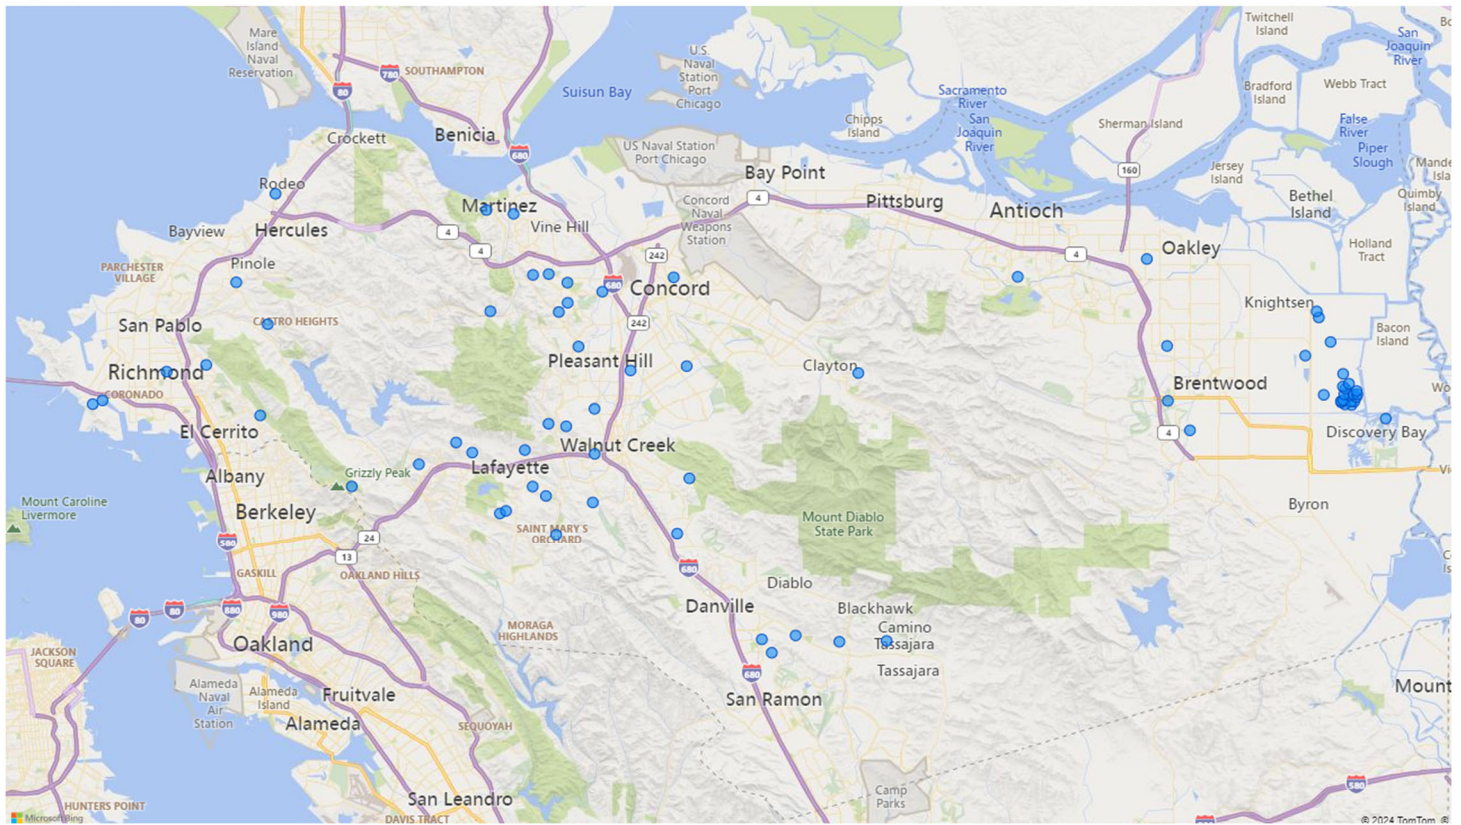 Twitchell
Island
Mare
Island
Naval
Reservation
San
Joaquin
River
U.S.
Naval
Station
Port
Chicago
780
SOUTHAMPTON
80
Suisun Bay
Sacramento
River
San
Joaquin
River
Bradford
Island
Webb Tract
Chipps
Island
Sherman Island
False
River
Piper
Slough
Crockett
Benicia
680
US Naval Station
Port Chicago
Bay Point
160
Jersey
Island
Mande
Isla
Quimby
Island
Bethel
Island
Rodeo
Martinez
4
Concord
Naval
Weapons
Station
Pittsburg
Antioch
Bayview
Hercules
4
4
Vine Hill
242
4
Oakley
Holland
Tract
PARCHESTER
VILLAGE
Pinole
680
Concord
Knightsen
San Pablo
CASTRO HEIGHTS
242
Bacon
Island
Richmond
CORONADO
Pleasant Hill
Clayton
Brentwood
El Cerrito
Walnut Creek
4
Discovery Bay
Albany
Grizzly Peak
Lafayette
Mount Caroline
Livermore
Berkeley
SAINT MARY'S
ORCHARD
Mount Diablo
State Park
Byron
580
24
13
GASKILL
OAKLAND HILLS
680
Diablo
80
80
880
980
Danville
Blackhawk
Camino
Tassajara
MORAGA
HIGHLANDS
Oakland
JACKSON
SQUARE
Tassajara
680
Alameda
Naval
Air
Station
Alameda
Island
Fruitvale
San Ramon
Mount
Alameda
SEQUOYAH
580
Camp
Parks
HUNTERS POINT
San Leandro
DAVIS TRACT
Microsoft Bing
© 2024 TomTom, ©